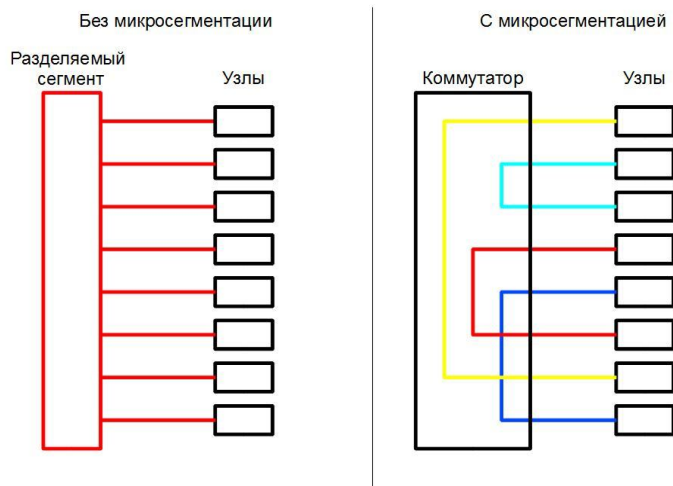 Без микросегментации
Разделяемый
сегмент
Узлы
С микросегментацией
Коммутатор
Узлы